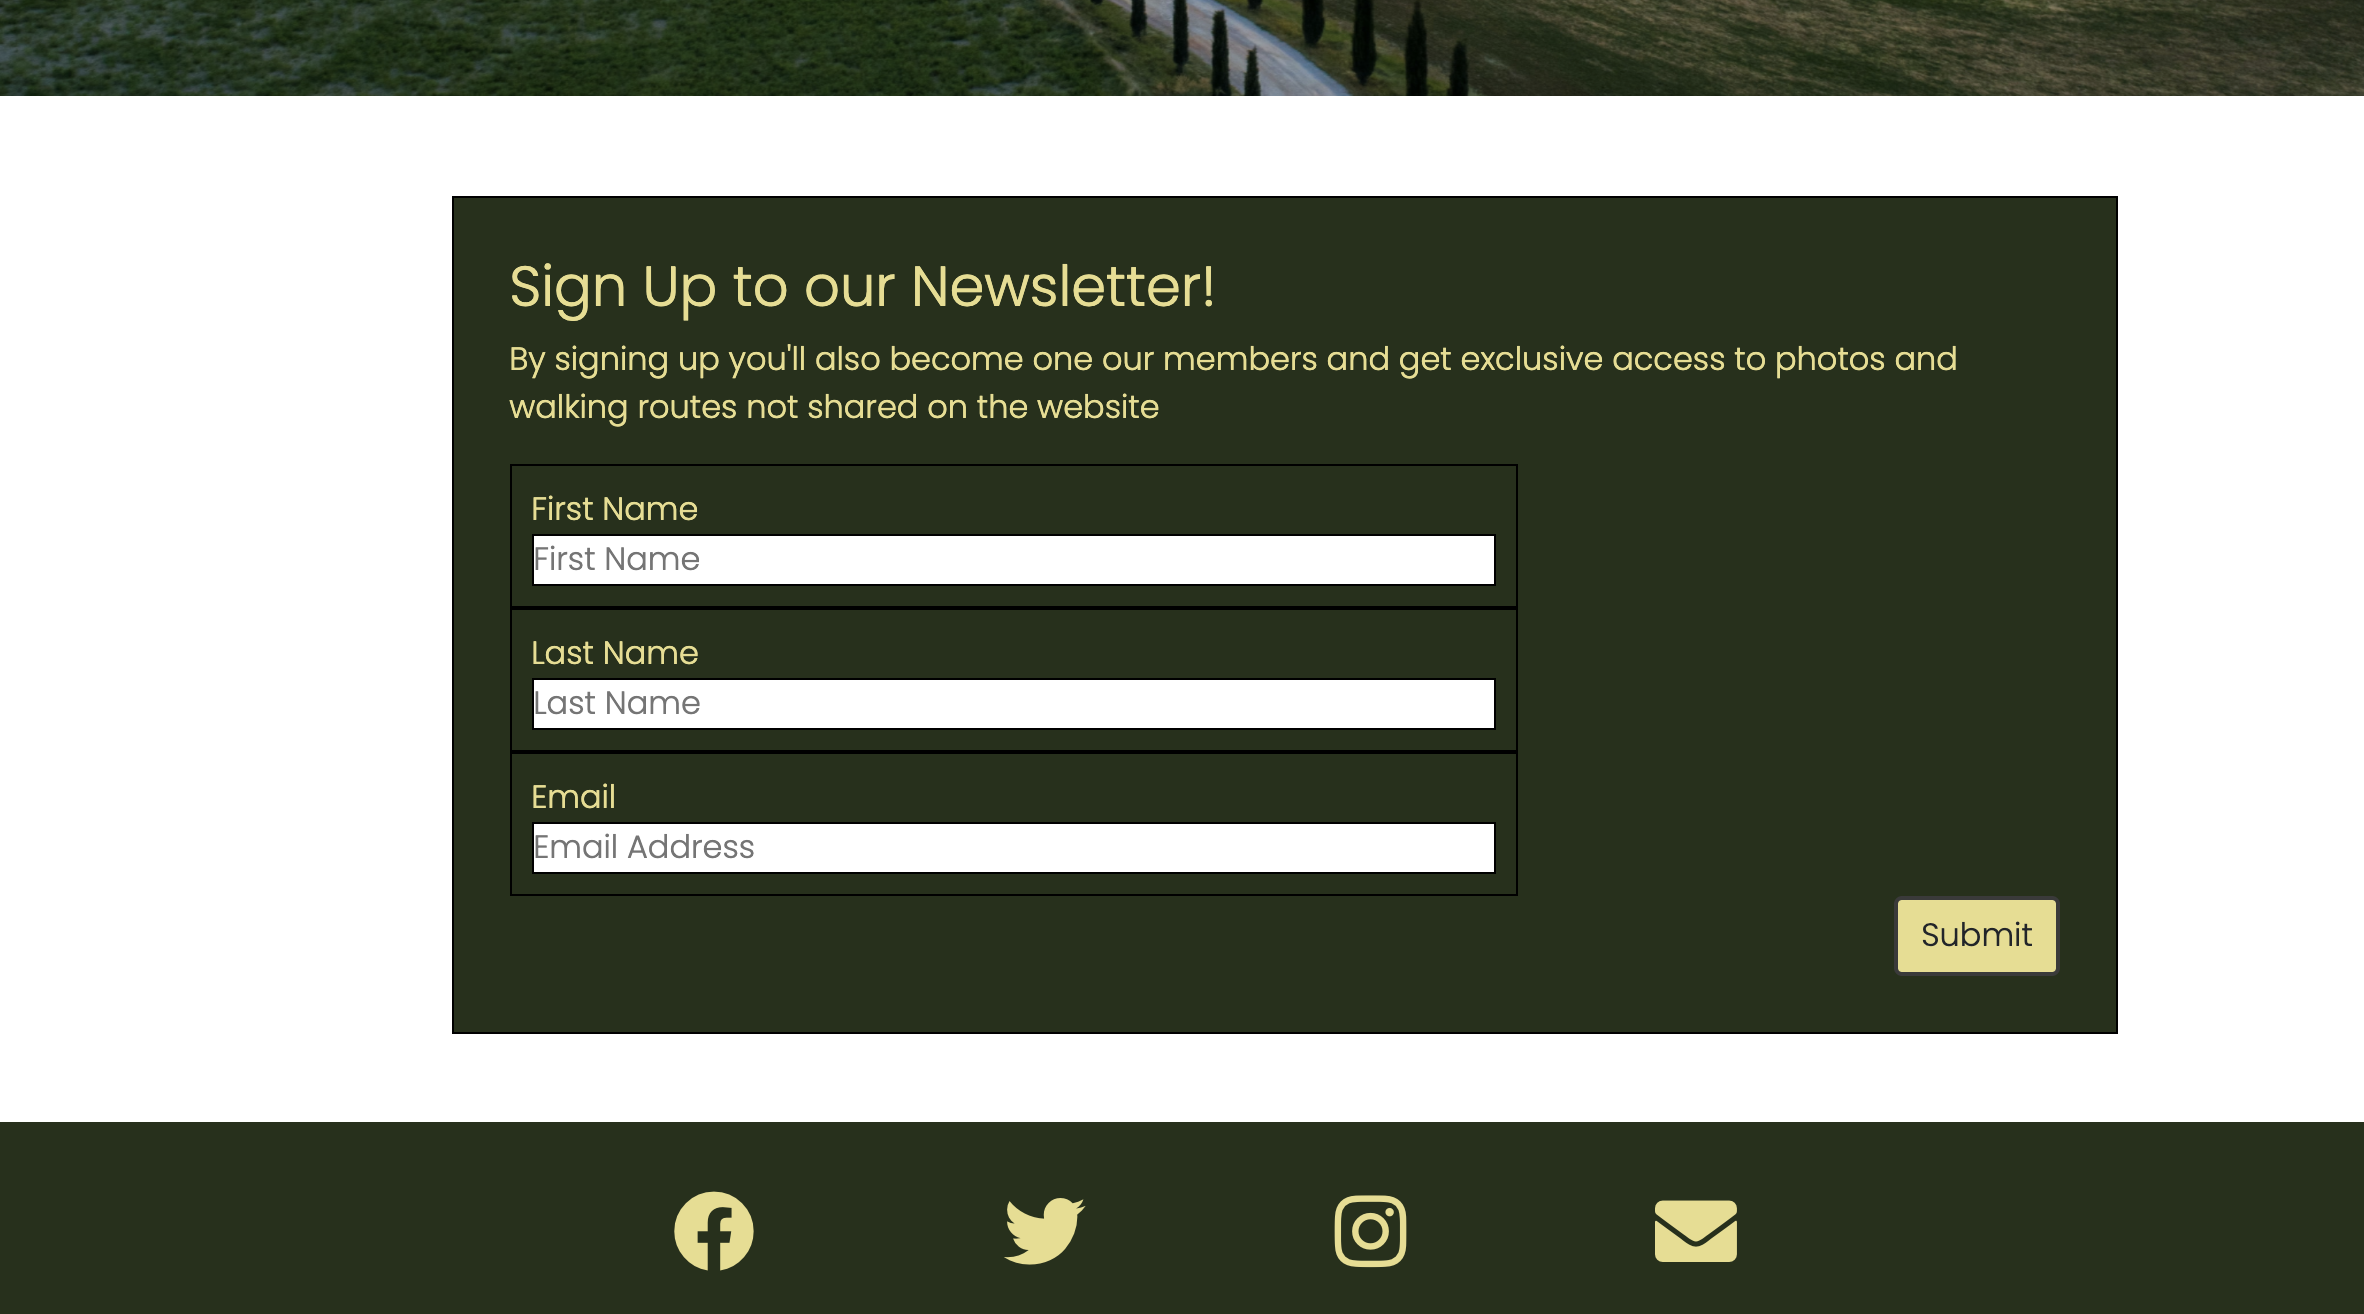 Sign Up to our Newsletter!
By signing up you'll also become one our members and get exclusive access to photos and
walking routes not shared on the website
First Name
First Name
Last Name
Last Name
Email
Email Address
Submit